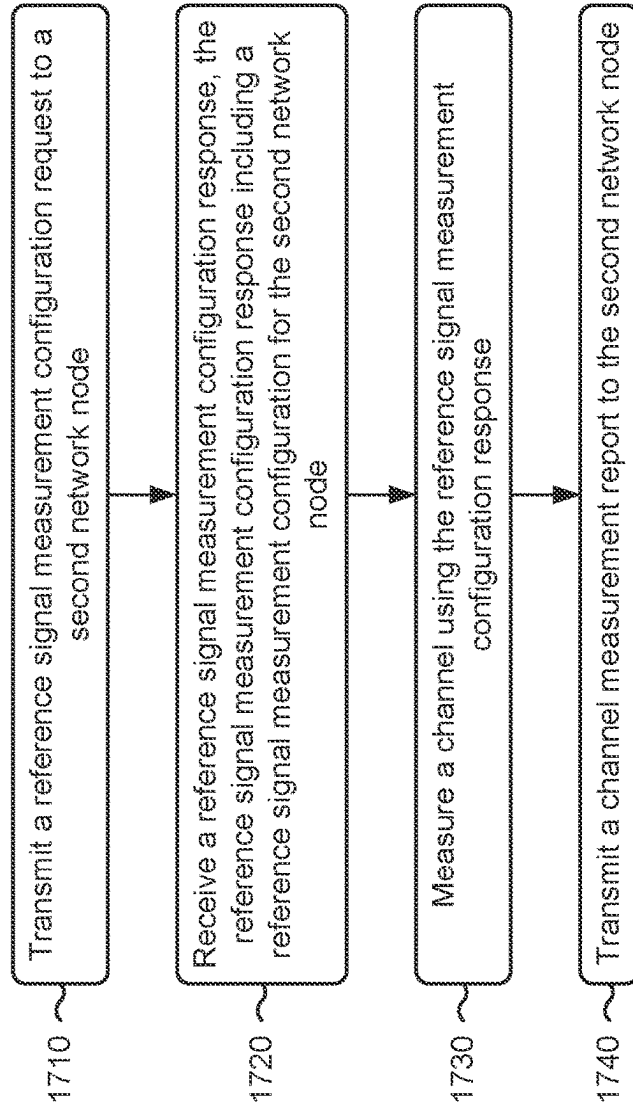 1710
Transmit a reference signal measurement configuration request to a
second network node
1720
Receive a reference signal measurement configuration response, the
reference signal measurement configuration response including a
reference signal measurement configuration for the second network
node
1730
Measure a channel using the reference signal measurement
configuration response
1740
Transmit a channel measurement report to the second network node